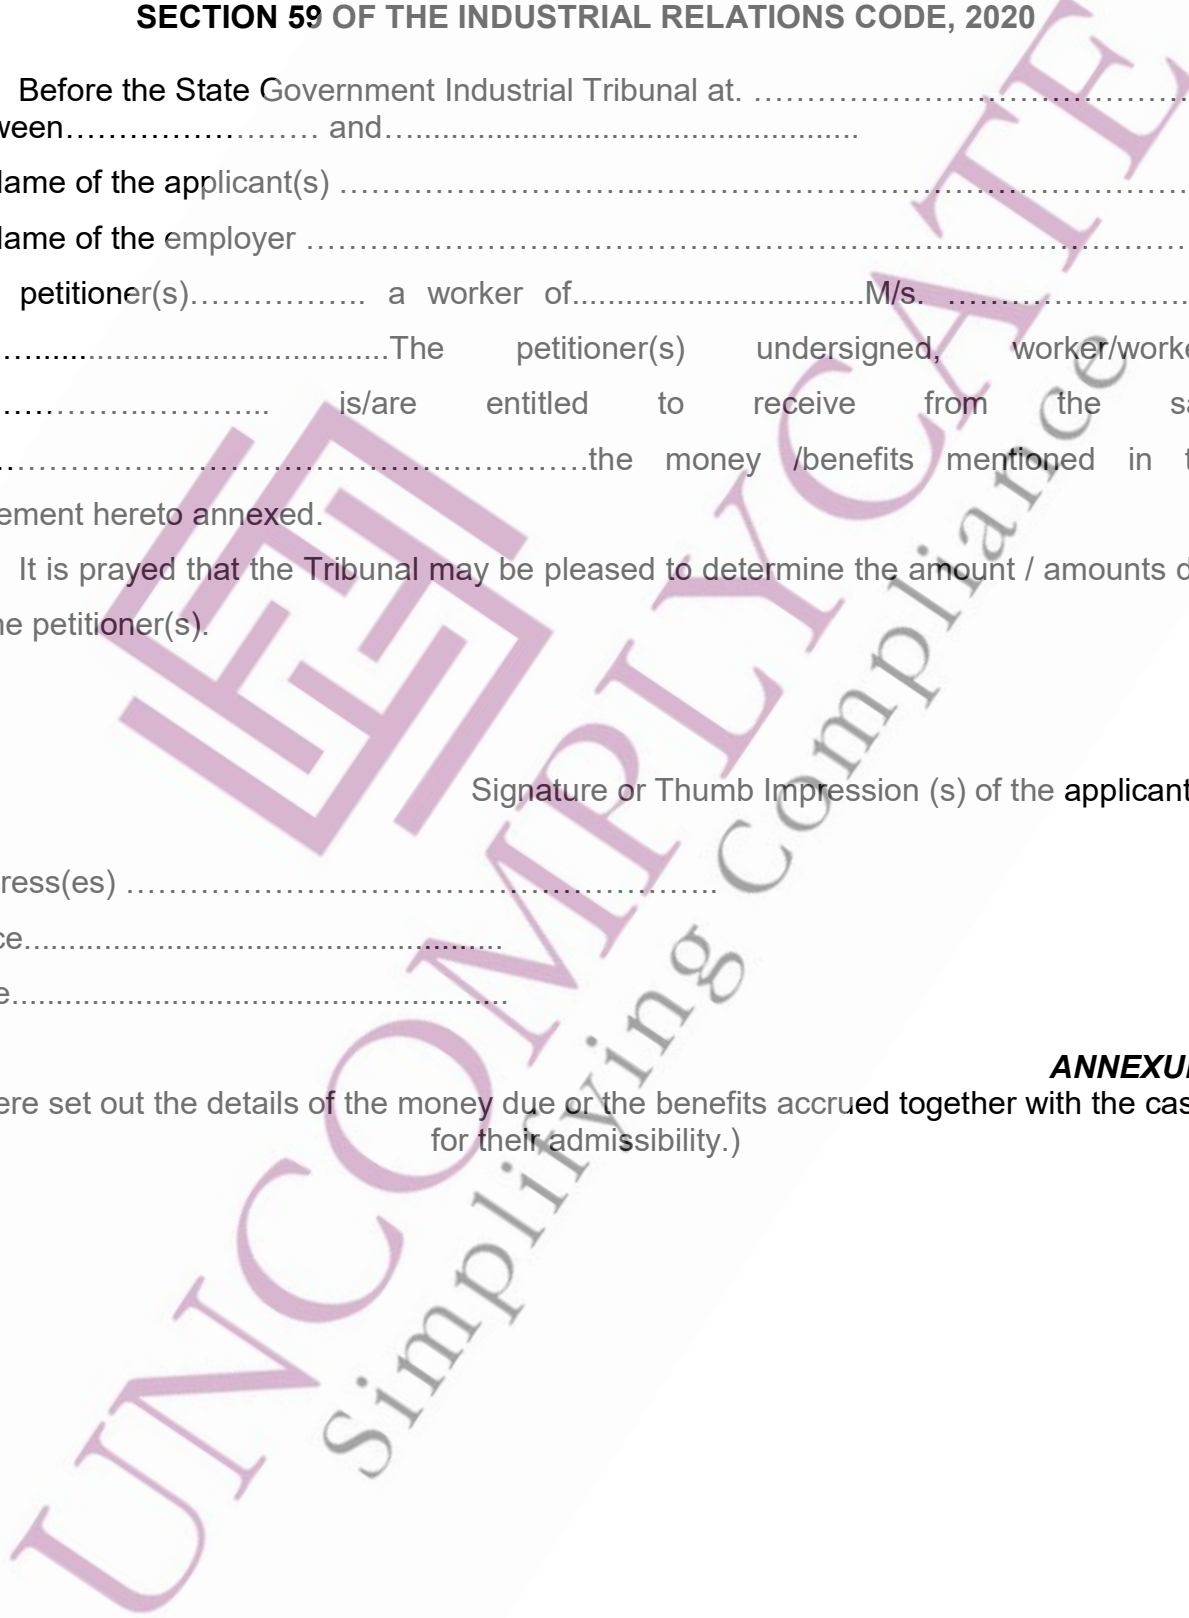 SECTION 59 OF THE INDUSTRIAL RELATIONS CODE, 2020
Before the State Government Industrial Tribunal at. ……………………………………
ween…………………….… and…..................................................
lame of the applicant(s) ……………………………………………………………………
lame of the employer ………………………………………………………………………
petitioner(s)…………….. a worker of................................M/s. ……………………
….........................................The petitioner(s) undersigned, worker/worke
……………..………... is/are entitled to receive from the sa
………………………………………………………the money /benefits mentioned in t
ement hereto annexed.
It is prayed that the Tribunal may be pleased to determine the amount / amounts d
ne petitioner(s).
Signature or Thumb Impression (s) of the applicant
ress(es) ……………………………………………………….
ce.....................................................
e.......................................................
ANNEXU
ere set out the details of the money due or the benefits accrued together with the cas
for their admissibility.)
UNCOMPLYCATE
Simplifying Compliance